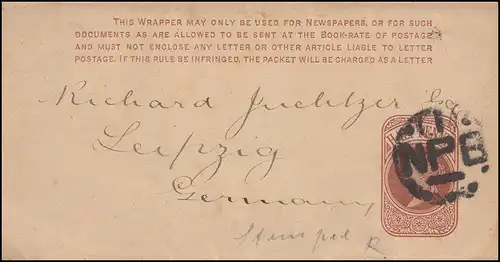 THIS WRAPPER MAY ONLY BE USED FOR NEWSPAPERS, OR FOR SUCH
DOCUMENTS AS ARE ALLOWED TO BE SENT AT THE BOOK-RATE OF POSTAGE
AND MUST NOT ENCLOSE ANY LETTER OR OTHER ARTICLE LIABLE TO LETTER
POSTAGE. IF THIS RULE BE INFRINGED, THE PACKET WILL BE CHARGED AS A LETTER
Richard
Leipzig
NPB
Germany
Stempel R